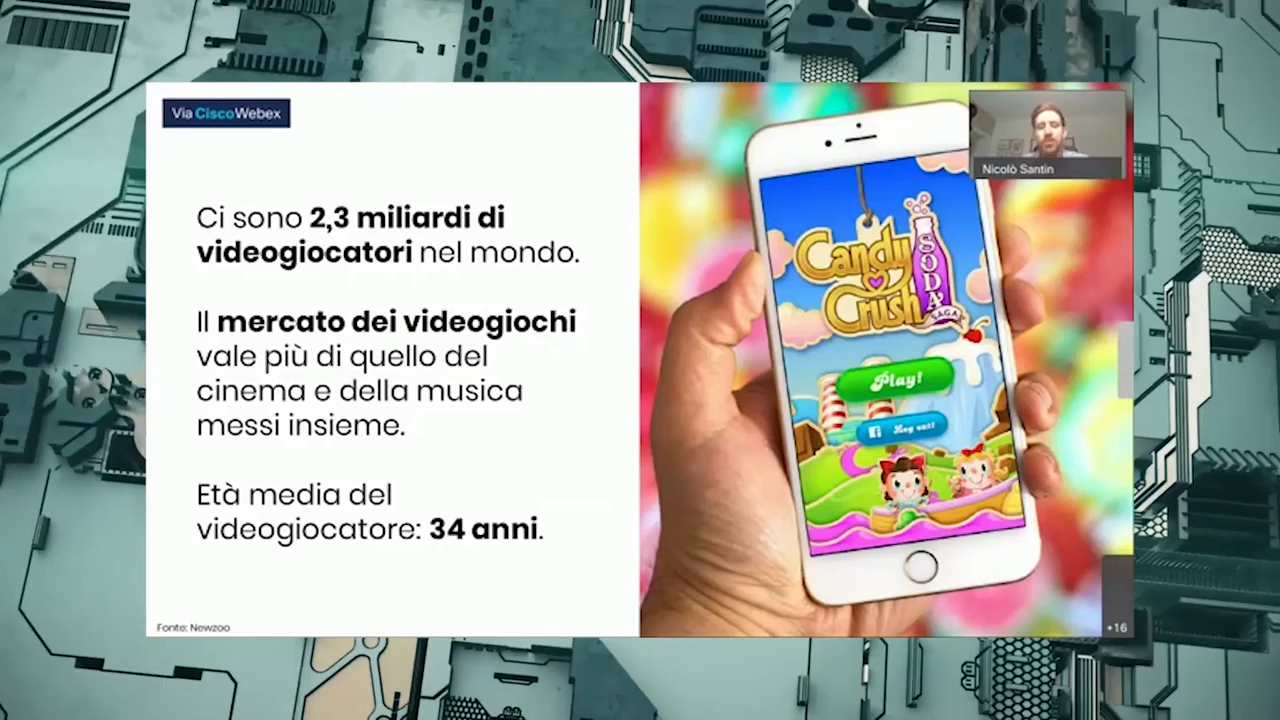 Via CiscoWebex
Ci sono 2,3 miliardi di
videogiocatori nel mondo.
Il mercato dei videogiochi
vale più di quello del
cinema e della musica
messi insieme.
Età media del
videogiocatore: 34 anni.
Fonte: Newzoo
Nicolò Santin
Candy
Crush
SODA
SAGA
Play!
+16